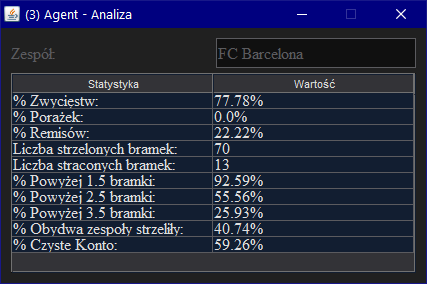 (3) Agent - Analiza
Zespół: FC Barcelona
Statystyka Wartość
% Zwycięstw: 77.78%
% Porażek: 0.0%
% Remisów: 22.22%
Liczba strzelonych bramek: 70
Liczba straconych bramek: 13
% Powyżej 1.5 bramki: 92.59%
% Powyżej 2.5 bramki: 55.56%
% Powyżej 3.5 bramki: 25.93%
% Obydwa zespoły strzeliły: 40.74%
% Czyste Konto: 59.26%